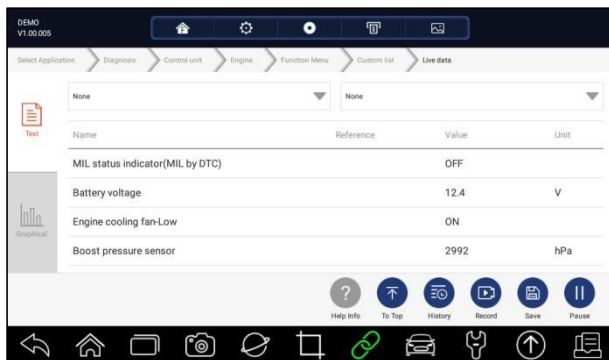 DEMO
V1.00.005
Select Application Diagnosis Control unit Engine Function Menu Custom list Live data
None None
Text
Name Reference Value Unit
MIL status indicator(MIL by DTC) OFF
Battery voltage 12.4 V
Graphical
Engine cooling fan-Low ON
Boost pressure sensor 2992 hPa
Help Info To Top History Record Save Pause